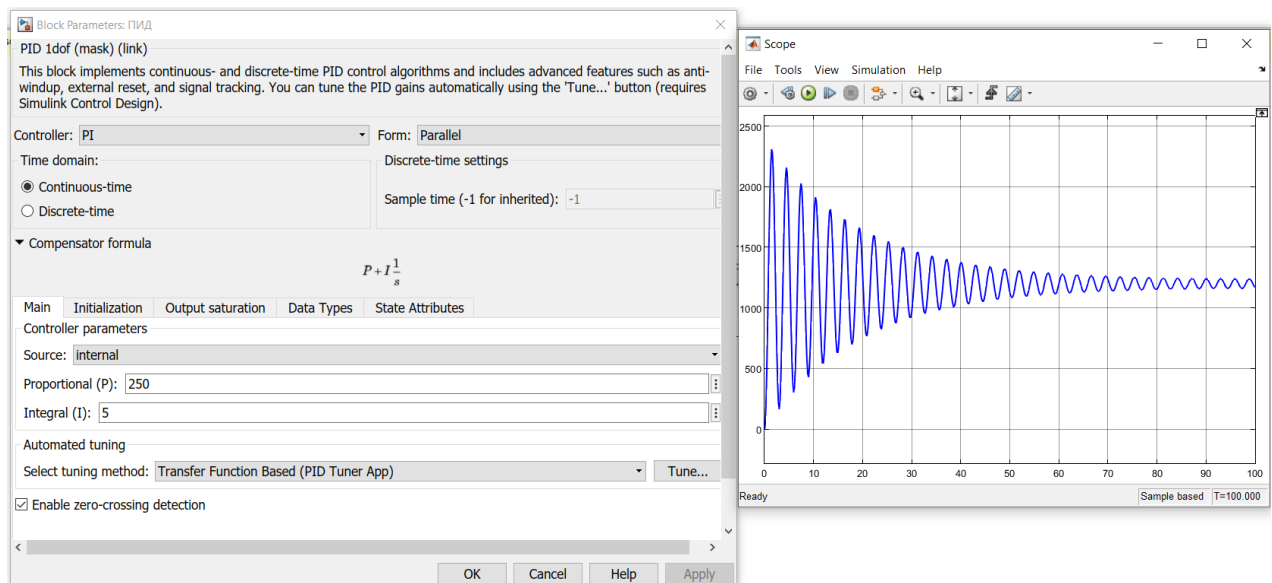 Block Parameters: ПИД
PID 1dof (mask) (link)
This block implements continuous- and discrete-time PID control algorithms and includes advanced features such as anti-
windup, external reset, and signal tracking. You can tune the PID gains automatically using the 'Tune...' button (requires
Simulink Control Design).
Controller: PI
Form: Parallel
Time domain:
Continuous-time
Discrete-time
Discrete-time settings
Sample time (-1 for inherited): -1
Compensator formula
P+I 1/s
Main Initialization Output saturation Data Types State Attributes
Controller parameters
Source: internal
Proportional (P): 250
Integral (I): 5
Automated tuning
Select tuning method: Transfer Function Based (PID Tuner App) Tune...
Enable zero-crossing detection
OK Cancel Help Apply
Scope
File Tools View Simulation Help
2500
2000
1500
1000
500
0
0 10 20 30 40 50 60 70 80 90 100
Ready Sample based T=100.000